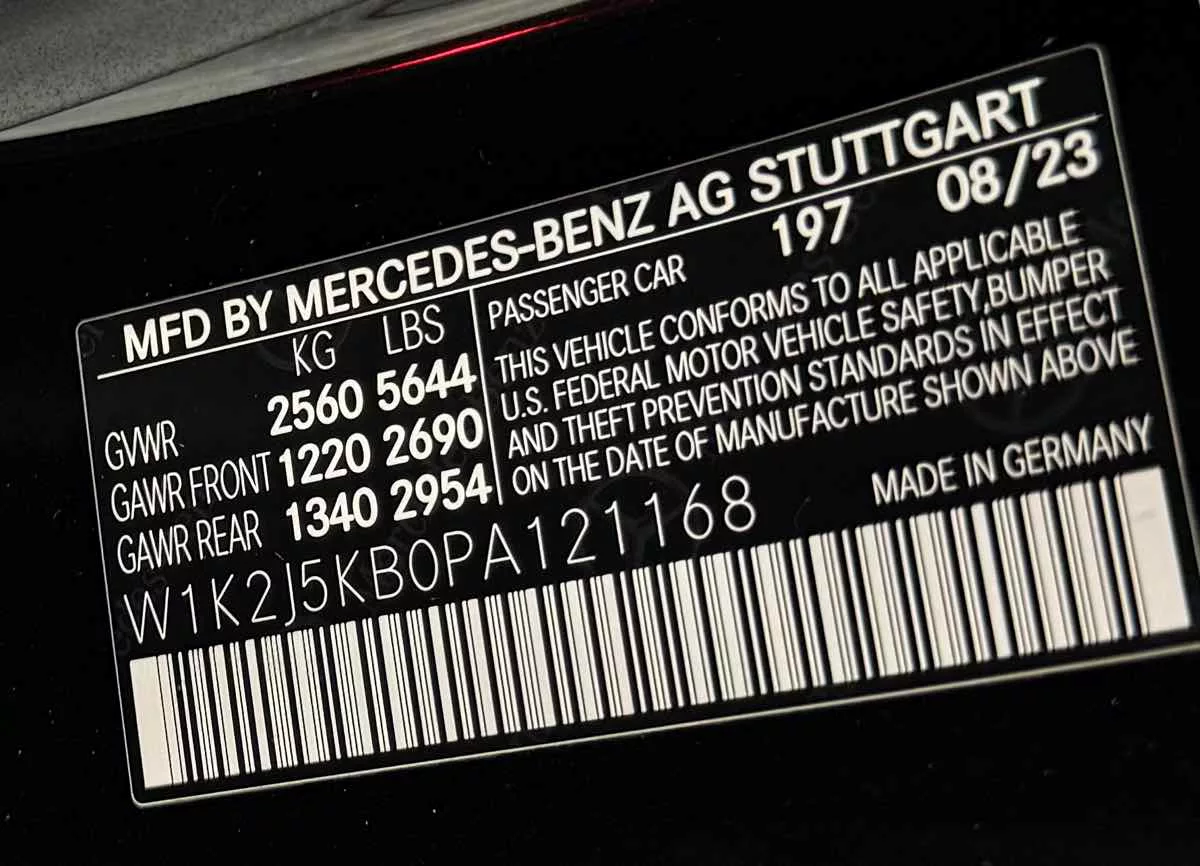 MFD BY MERCEDES-BENZ AG STUTTGART
KG LBS
GVWR 2560 5644
GAWR FRONT 1220 2690
GAWR REAR 1340 2954
PASSENGER CAR 197 08/23
THIS VEHICLE CONFORMS TO ALL APPLICABLE
U.S. FEDERAL MOTOR VEHICLE SAFETY,BUMPER
AND THEFT PREVENTION STANDARDS IN EFFECT
ON THE DATE OF MANUFACTURE SHOWN ABOVE
MADE IN GERMANY
W1K2J5KB0PA121168